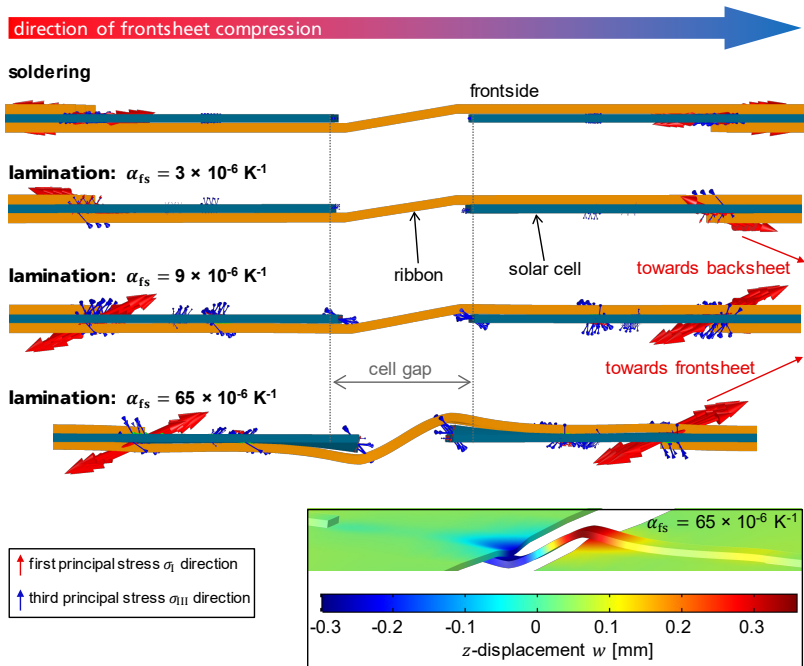 direction of frontsheet compression
soldering
frontside
lamination: αfs = 3 × 10-6 K-1
ribbon
solar cell
towards backsheet
lamination: αfs = 9 × 10-6 K-1
towards frontsheet
cell gap
lamination: αfs = 65 × 10-6 K-1
αfs = 65 × 10-6 K-1
first principal stress σI direction
third principal stress σIII direction
-0.3 -0.2 -0.1 0 0.1 0.2 0.3
z-displacement w [mm]